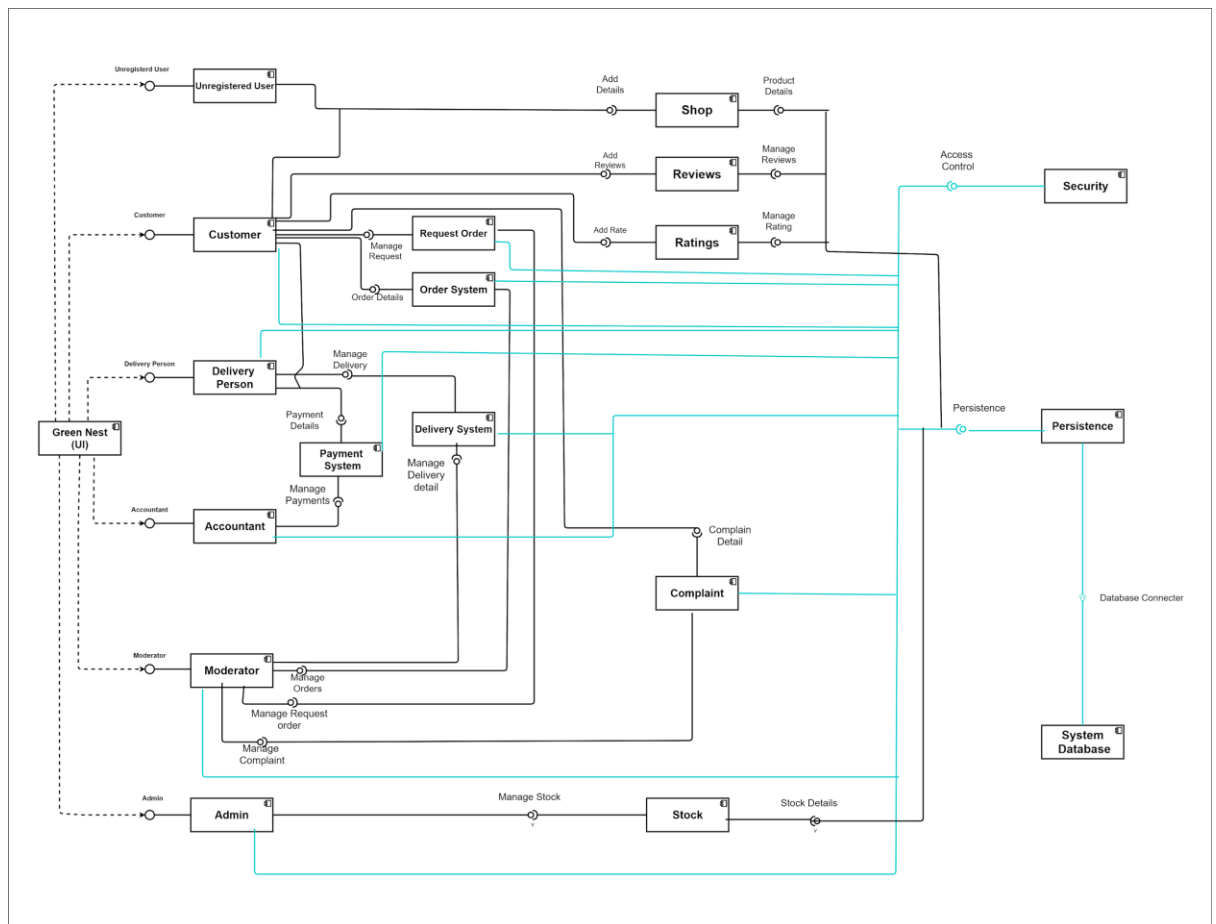 Unregisterd User
Unregistered User
Add
Details
Shop
Product
Details
Add
Reviews
Reviews
Manage
Reviews
Access
Control
Security
Customer
Customer
Manage
Request
Request Order
Add Rate
Ratings
Manage
Rating
Order Details
Order System
Delivery Person
Delivery
Person
Manage
Delivery
Payment
Details
Delivery System
Persistence
Persistence
Green Nest
(UI)
Payment
System
Manage
Delivery
detail
Manage
Payments
Accountant
Accountant
Complain
Detail
Complaint
Database Connecter
Moderator
Moderator
Manage
Orders
Manage Request
order
Manage
Complaint
System
Database
Admin
Admin
Manage Stock
v
Stock
Stock Details
v